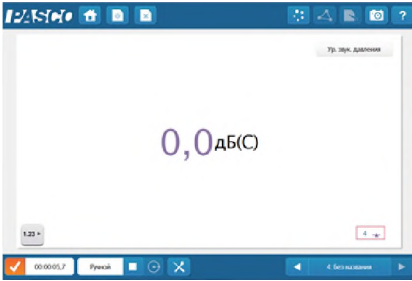 PASCO
?
Ур. звук. давления
0,0дБ(C)
1.23
4
00:00:05,7 Ручной
4: Без названия